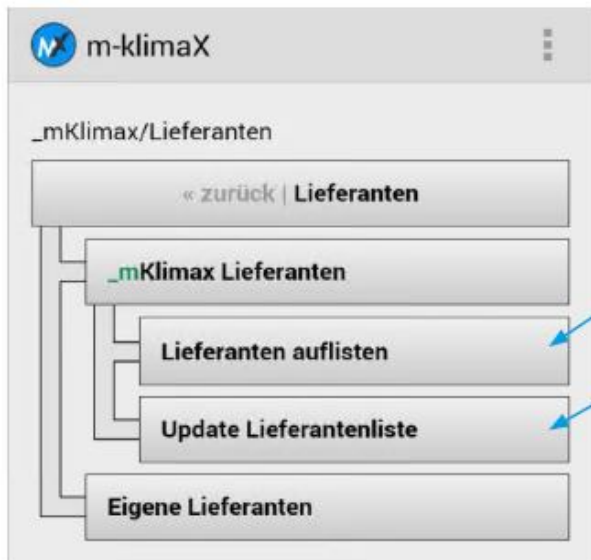 m-klimaX
_mKlimax/Lieferanten
« zurück | Lieferanten
_mKlimax Lieferanten
Lieferanten auflisten
Update Lieferantenliste
Eigene Lieferanten